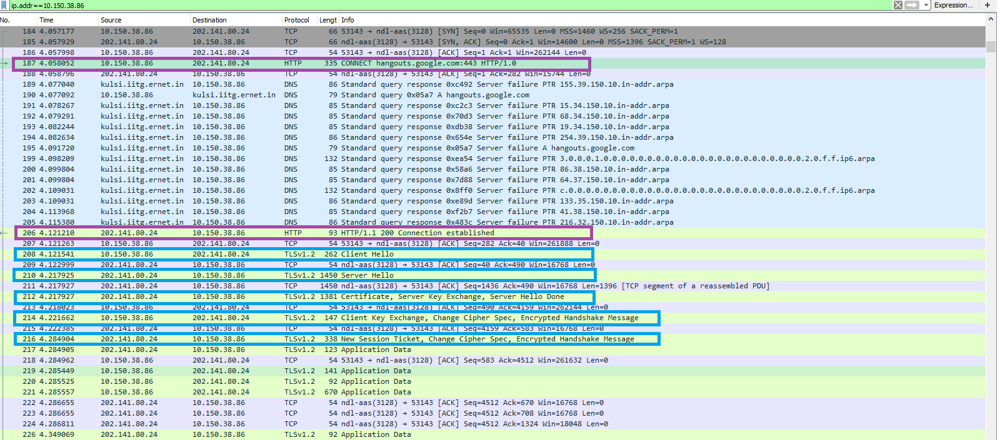 ip.addr==10.150.38.86 Expression... +
No. Time Source Destination Protocol Lengt Info
184 4.057177 10.150.38.86 202.141.80.24 TCP 66 53143 → ndl-aas(3128) [SYN] Seq=0 Win=65535 Len=0 MSS=1460 WS=256 SACK_PERM=1
185 4.057929 202.141.80.24 10.150.38.86 TCP 66 ndl-aas(3128) → 53143 [SYN, ACK] Seq=0 Ack=1 Win=14600 Len=0 MSS=1396 SACK_PERM=1 WS=128
186 4.057998 10.150.38.86 202.141.80.24 TCP 54 53143 → ndl-aas(3128) [ACK] Seq=1 Ack=1 Win=262144 Len=0
187 4.058052 10.150.38.86 202.141.80.24 HTTP 335 CONNECT hangouts.google.com:443 HTTP/1.0
188 4.058796 202.141.80.24 10.150.38.86 TCP 54 ndl-aas(3128) → 53143 [ACK] Seq=1 Ack=282 Win=15744 Len=0
189 4.077040 kulsi.iitg.ernet.in 10.150.38.86 DNS 86 Standard query response 0xc492 Server failure PTR 155.39.150.10.in-addr.arpa
190 4.077092 10.150.38.86 kulsi.iitg.ernet.in DNS 79 Standard query 0x05a7 A hangouts.google.com
191 4.078267 kulsi.iitg.ernet.in 10.150.38.86 DNS 85 Standard query response 0xc2c3 Server failure PTR 15.34.150.10.in-addr.arpa
192 4.079291 kulsi.iitg.ernet.in 10.150.38.86 DNS 85 Standard query response 0x70d3 Server failure PTR 68.34.150.10.in-addr.arpa
193 4.082244 kulsi.iitg.ernet.in 10.150.38.86 DNS 85 Standard query response 0xdb38 Server failure PTR 19.34.150.10.in-addr.arpa
194 4.082634 kulsi.iitg.ernet.in 10.150.38.86 DNS 86 Standard query response 0x654e Server failure PTR 254.39.150.10.in-addr.arpa
195 4.091720 kulsi.iitg.ernet.in 10.150.38.86 DNS 79 Standard query response 0x05a7 Server failure A hangouts.google.com
199 4.098209 kulsi.iitg.ernet.in 10.150.38.86 DNS 132 Standard query response 0xea54 Server failure PTR 3.0.0.0.1.0.0.0.0.0.0.0.0.0.0.0.0.0.0.0.0.0.0.0.0.0.0.0.2.0.f.f.ip6.arpa
200 4.099804 kulsi.iitg.ernet.in 10.150.38.86 DNS 85 Standard query response 0x58a6 Server failure PTR 86.38.150.10.in-addr.arpa
201 4.099804 kulsi.iitg.ernet.in 10.150.38.86 DNS 85 Standard query response 0x7d88 Server failure PTR 64.37.150.10.in-addr.arpa
202 4.109031 kulsi.iitg.ernet.in 10.150.38.86 DNS 132 Standard query response 0x8ff0 Server failure PTR c.0.0.0.0.0.0.0.0.0.0.0.0.0.0.0.0.0.0.0.0.0.0.0.0.0.0.0.2.0.f.f.ip6.arpa
203 4.109031 kulsi.iitg.ernet.in 10.150.38.86 DNS 86 Standard query response 0xe89d Server failure PTR 133.35.150.10.in-addr.arpa
204 4.113968 kulsi.iitg.ernet.in 10.150.38.86 DNS 85 Standard query response 0xf2b7 Server failure PTR 41.38.150.10.in-addr.arpa
205 4.115380 kulsi.iitg.ernet.in 10.150.38.86 DNS 86 Standard query response 0x483c Server failure PTR 216.32.150.10.in-addr.arpa
206 4.121210 202.141.80.24 10.150.38.86 HTTP 93 HTTP/1.1 200 Connection established
207 4.121263 10.150.38.86 202.141.80.24 TCP 54 53143 → ndl-aas(3128) [ACK] Seq=282 Ack=40 Win=261888 Len=0
208 4.121541 10.150.38.86 202.141.80.24 TLSv1.2 262 Client Hello
209 4.122999 202.141.80.24 10.150.38.86 TCP 54 ndl-aas(3128) → 53143 [ACK] Seq=40 Ack=490 Win=16768 Len=0
210 4.217925 202.141.80.24 10.150.38.86 TLSv1.2 1450 Server Hello
211 4.217927 202.141.80.24 10.150.38.86 TCP 1450 ndl-aas(3128) → 53143 [ACK] Seq=1436 Ack=490 Win=16768 Len=1396 [TCP segment of a reassembled PDU]
212 4.217927 202.141.80.24 10.150.38.86 TLSv1.2 1381 Certificate, Server Key Exchange, Server Hello Done
213 4.218023 10.150.38.86 202.141.80.24 TCP 54 53143 → ndl-aas(3128) [ACK] Seq=490 Ack=4159 Win=262144 Len=0
214 4.221662 10.150.38.86 202.141.80.24 TLSv1.2 147 Client Key Exchange, Change Cipher Spec, Encrypted Handshake Message
215 4.222385 202.141.80.24 10.150.38.86 TCP 54 ndl-aas(3128) → 53143 [ACK] Seq=4159 Ack=583 Win=16768 Len=0
216 4.284904 202.141.80.24 10.150.38.86 TLSv1.2 338 New Session Ticket, Change Cipher Spec, Encrypted Handshake Message
217 4.284905 202.141.80.24 10.150.38.86 TLSv1.2 123 Application Data
218 4.284962 10.150.38.86 202.141.80.24 TCP 54 53143 → ndl-aas(3128) [ACK] Seq=583 Ack=4512 Win=261632 Len=0
219 4.285449 10.150.38.86 202.141.80.24 TLSv1.2 141 Application Data
220 4.285525 10.150.38.86 202.141.80.24 TLSv1.2 92 Application Data
221 4.285557 10.150.38.86 202.141.80.24 TLSv1.2 670 Application Data
222 4.286655 202.141.80.24 10.150.38.86 TCP 54 ndl-aas(3128) → 53143 [ACK] Seq=4512 Ack=670 Win=16768 Len=0
223 4.286655 202.141.80.24 10.150.38.86 TCP 54 ndl-aas(3128) → 53143 [ACK] Seq=4512 Ack=708 Win=16768 Len=0
224 4.286811 202.141.80.24 10.150.38.86 TCP 54 ndl-aas(3128) → 53143 [ACK] Seq=4512 Ack=1324 Win=18048 Len=0
226 4.349069 202.141.80.24 10.150.38.86 TLSv1.2 92 Application Data